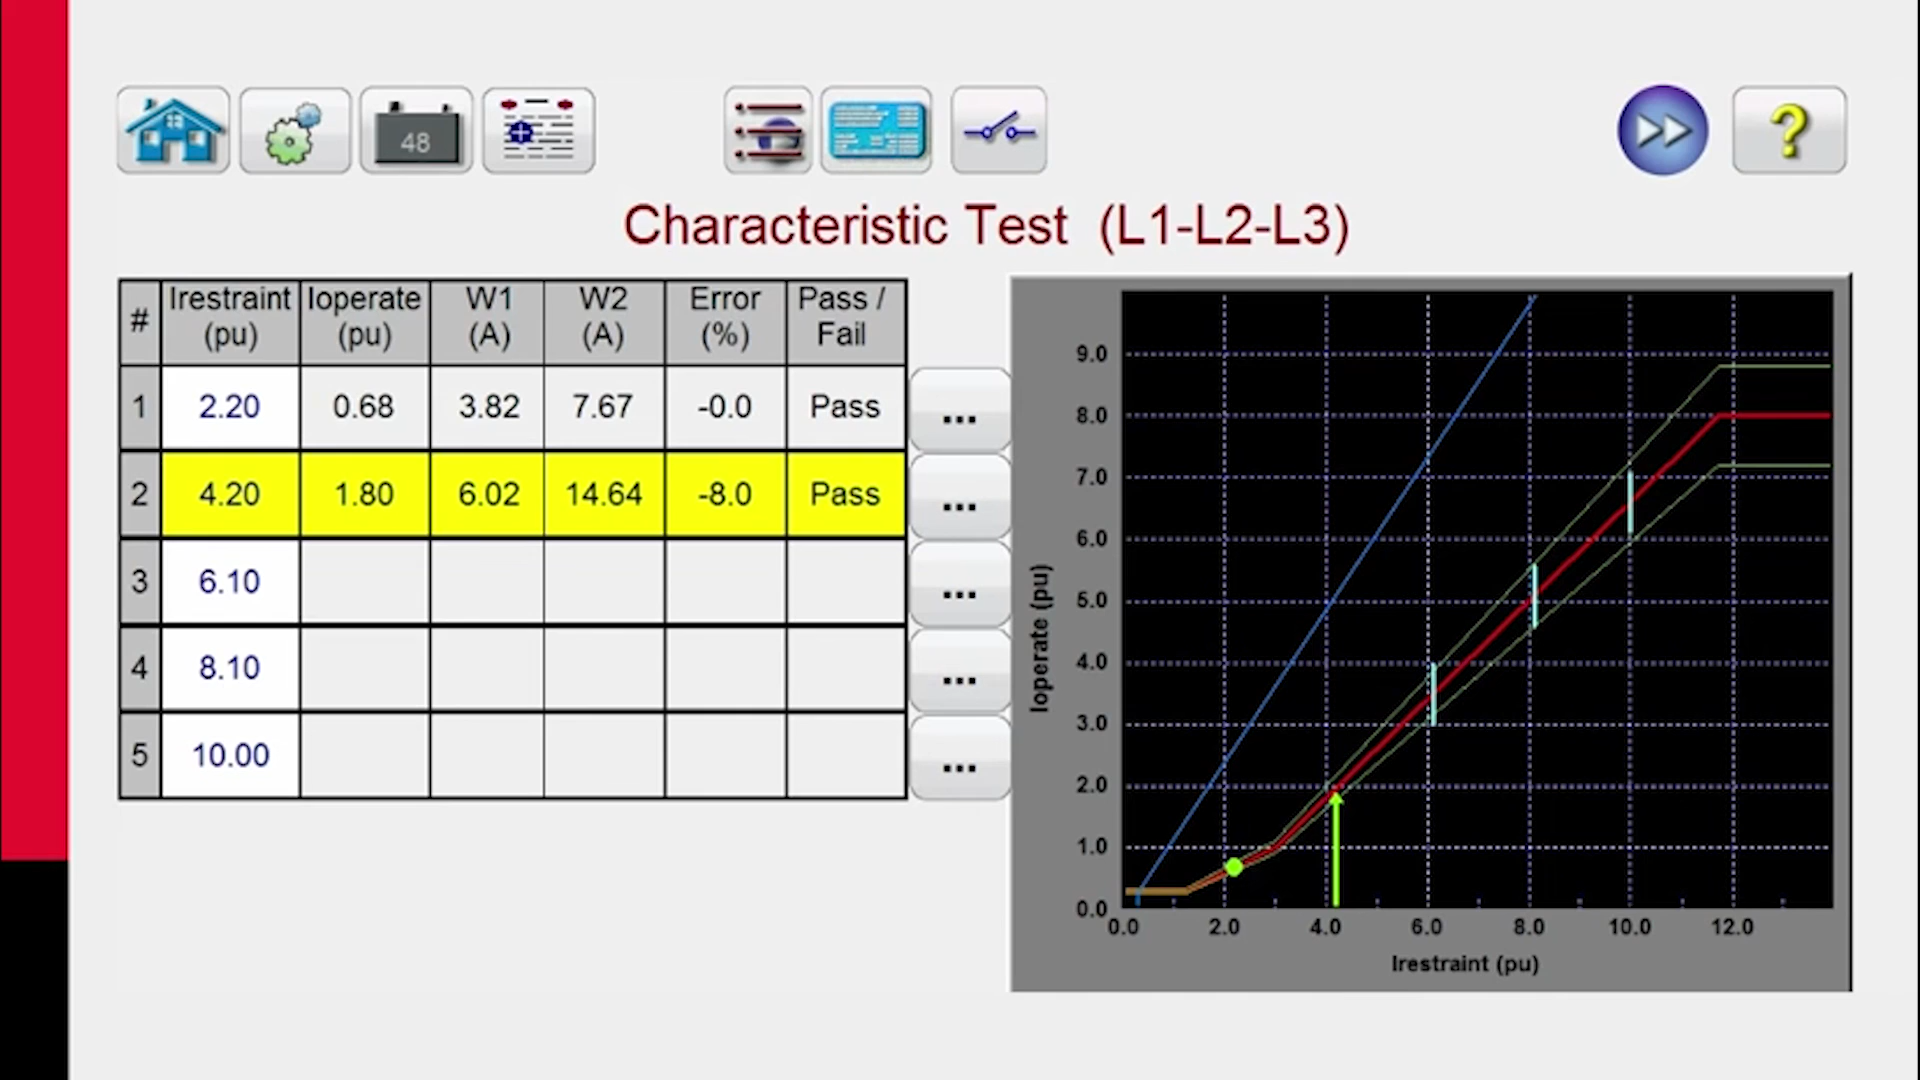 48
?
Characteristic Test (L1-L2-L3)
# Irestraint (pu) Ioperate (pu) W1 (A) W2 (A) Error (%) Pass / Fail
1 2.20 0.68 3.82 7.67 -0.0 Pass ...
2 4.20 1.80 6.02 14.64 -8.0 Pass ...
3 6.10 ...
4 8.10 ...
5 10.00 ...
9.0
8.0
7.0
6.0
5.0
4.0
3.0
2.0
1.0
0.0
Ioperate (pu)
0.0 2.0 4.0 6.0 8.0 10.0 12.0
Irestraint (pu)